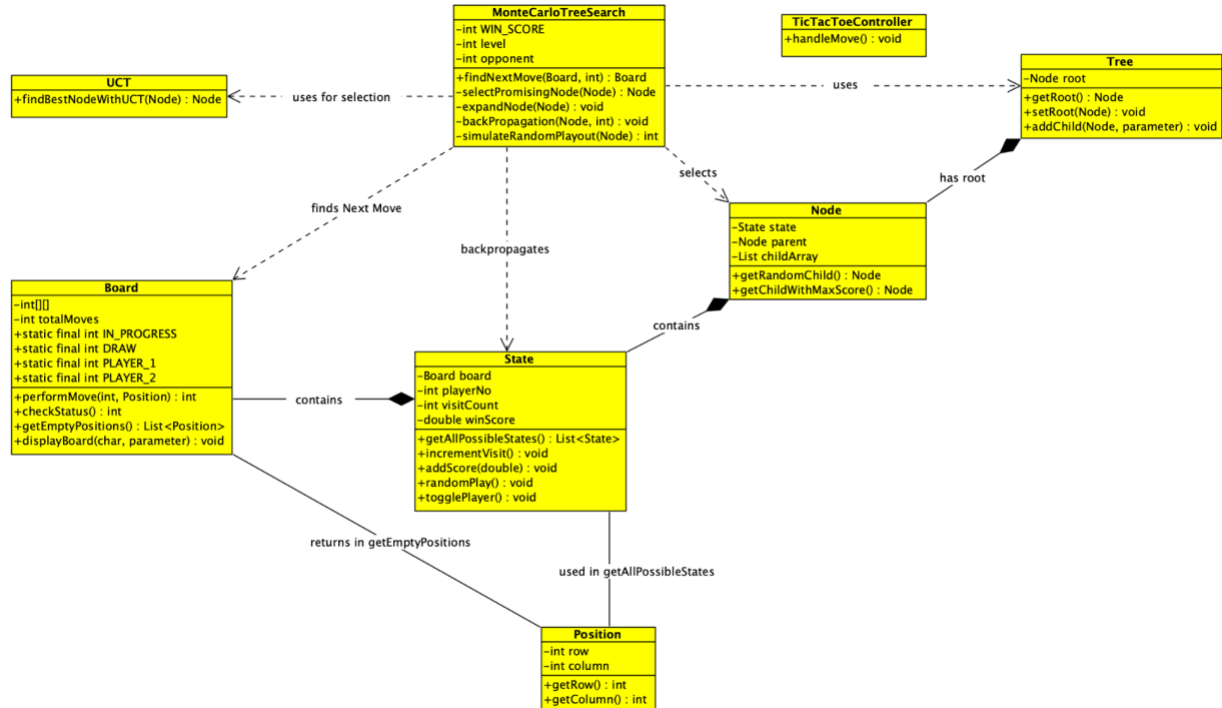 MonteCarloTreeSearch
-int WIN_SCORE
-int level
-int opponent
+findNextMove(Board, int) : Board
-selectPromisingNode(Node) : Node
-expandNode(Node) : void
-backPropagation(Node, int) : void
-simulateRandomPlayout(Node) : int
TicTacToeController
+handleMove() : void
UCT
+findBestNodeWithUCT(Node) : Node
uses for selection
uses
Tree
-Node root
+getRoot() : Node
+setRoot(Node) : void
+addChild(Node, parameter) : void
selects
has root
finds Next Move
backpropagates
Node
-State state
-Node parent
-List childArray
+getRandomChild() : Node
+getChildWithMaxScore() : Node
contains
Board
-int[][]
-int totalMoves
+static final int IN_PROGRESS
+static final int DRAW
+static final int PLAYER_1
+static final int PLAYER_2
+performMove(int, Position) : int
+checkStatus() : int
+getEmptyPositions() : List<Position>
+displayBoard(char, parameter) : void
contains
State
-Board board
-int playerNo
-int visitCount
-double winScore
+getAllPossibleStates() : List<State>
+incrementVisit() : void
+addScore(double) : void
+randomPlay() : void
+togglePlayer() : void
returns in getEmptyPositions
used in getAllPossibleStates
Position
-int row
-int column
+getRow() : int
+getColumn() : int